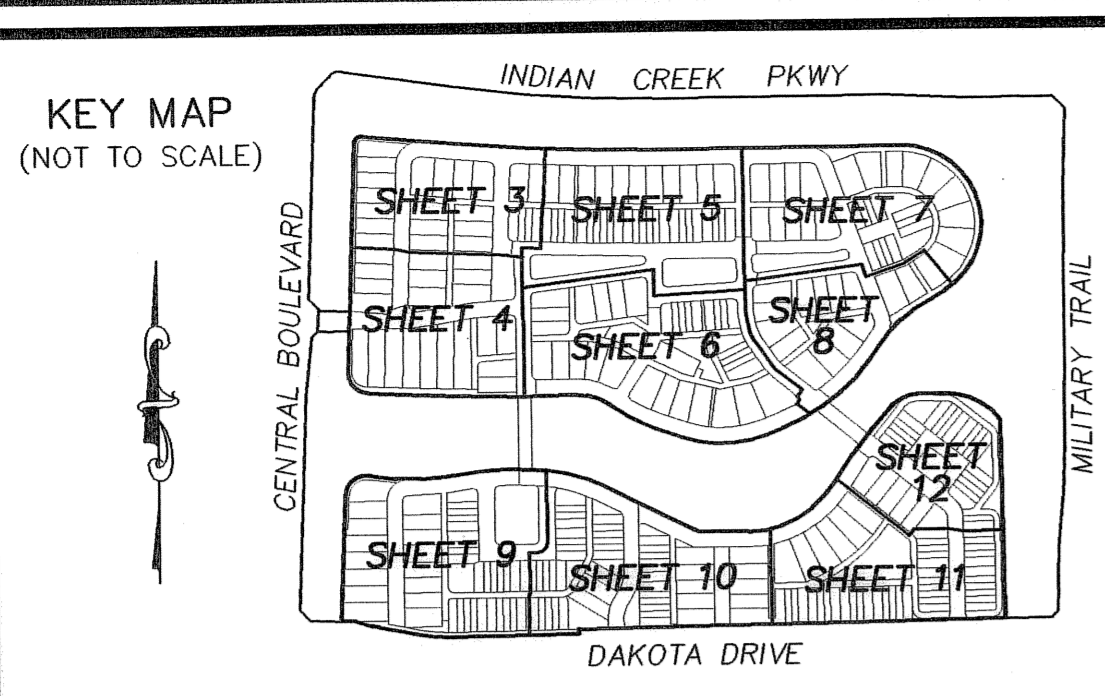 KEY MAP
(NOT TO SCALE)
INDIAN CREEK PKWY
CENTRAL BOULEVARD
MILITARY TRAIL
SHEET 3
SHEET 5
SHEET 7
SHEET 4
SHEET 6
SHEET
8
SHEET
12
SHEET 9
SHEET 10
SHEET 11
DAKOTA DRIVE